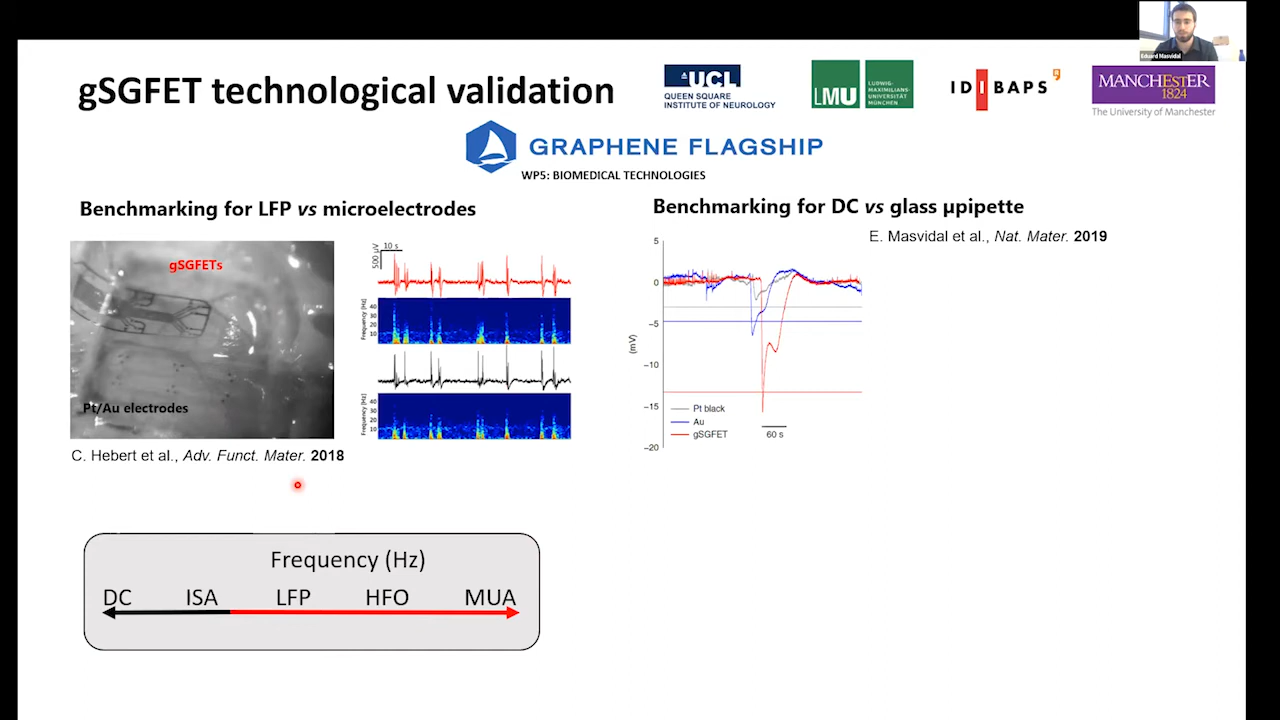 Eduard Masvidal
gSGFET technological validation
UCL
QUEEN SQUARE
INSTITUTE OF NEUROLOGY
LMU
LUDWIG-
MAXIMILIANS-
UNIVERSITÄT
MÜNCHEN
IDIBAPS
MANCHESTER
1824
The University of Manchester
GRAPHENE FLAGSHIP
WP5: BIOMEDICAL TECHNOLOGIES
Benchmarking for LFP vs microelectrodes
gSGFETs
Pt/Au electrodes
10 s
500 µV
Frequency (Hz)
40
30
20
10
Frequency (Hz)
40
30
20
10
C. Hebert et al., Adv. Funct. Mater. 2018
Benchmarking for DC vs glass µpipette
E. Masvidal et al., Nat. Mater. 2019
5
0
−5
−10
−15
−20
(mV)
Pt black
Au
gSGFET
60 s
Frequency (Hz)
DC ISA LFP HFO MUA